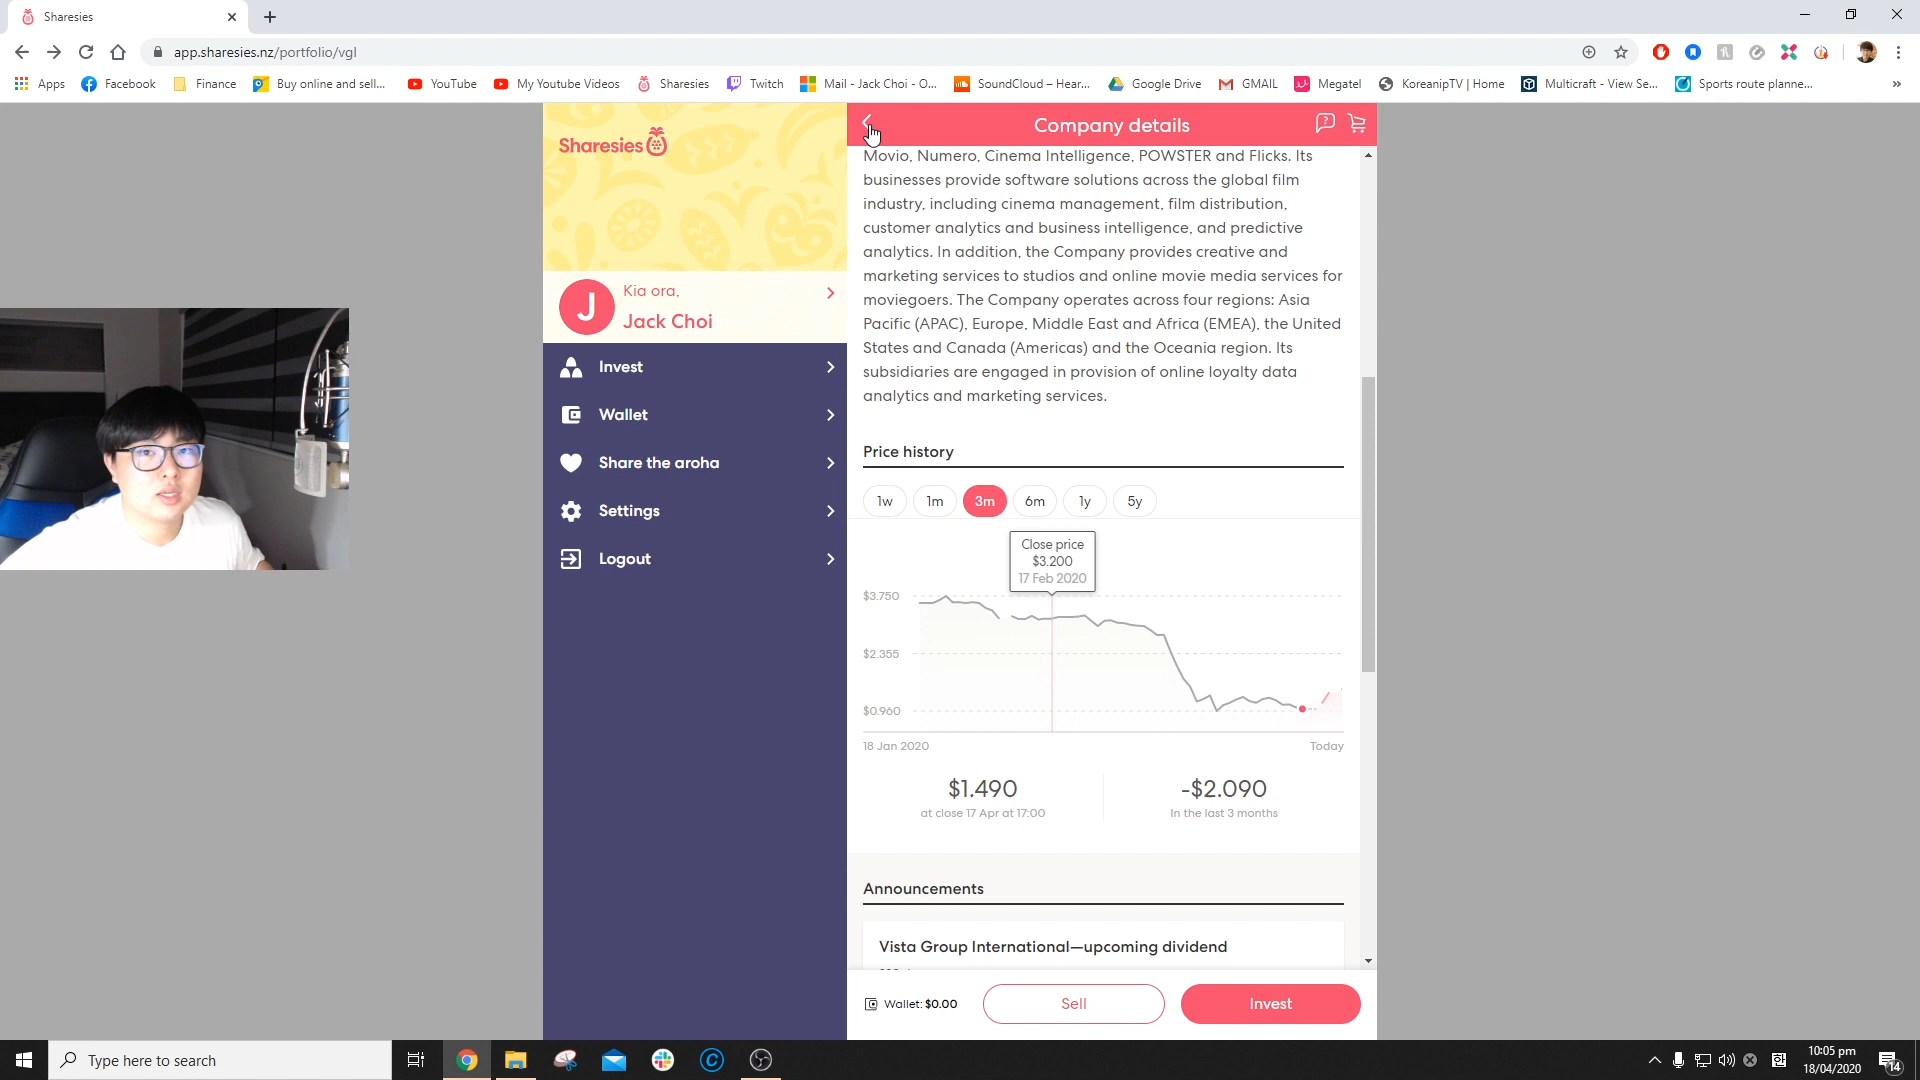 Sharesies
app.sharesies.nz/portfolio/vgl
Apps
Facebook
Finance
Buy online and sell...
YouTube
My Youtube Videos
Sharesies
Twitch
Mail - Jack Choi - O...
SoundCloud – Hear...
Google Drive
GMAIL
Megatel
KoreanipTV | Home
Multicraft - View Se...
Sports route planne...
»
Sharesies
Kia ora,
J
Jack Choi
Invest
Wallet
Share the aroha
Settings
Logout
Company details
Movio, Numero, Cinema Intelligence, POWSTER and Flicks. Its
businesses provide software solutions across the global film
industry, including cinema management, film distribution,
customer analytics and business intelligence, and predictive
analytics. In addition, the Company provides creative and
marketing services to studios and online movie media services for
moviegoers. The Company operates across four regions: Asia
Pacific (APAC), Europe, Middle East and Africa (EMEA), the United
States and Canada (Americas) and the Oceania region. Its
subsidiaries are engaged in provision of online loyalty data
analytics and marketing services.
Price history
1w 1m 3m 6m 1y 5y
Close price
$3.200
17 Feb 2020
$3.750
$2.355
$0.960
18 Jan 2020
Today
$1.490
at close 17 Apr at 17:00
-$2.090
In the last 3 months
Announcements
Vista Group International—upcoming dividend
Wallet: $0.00
Sell
Invest
Type here to search
10:05 pm
18/04/2020
14